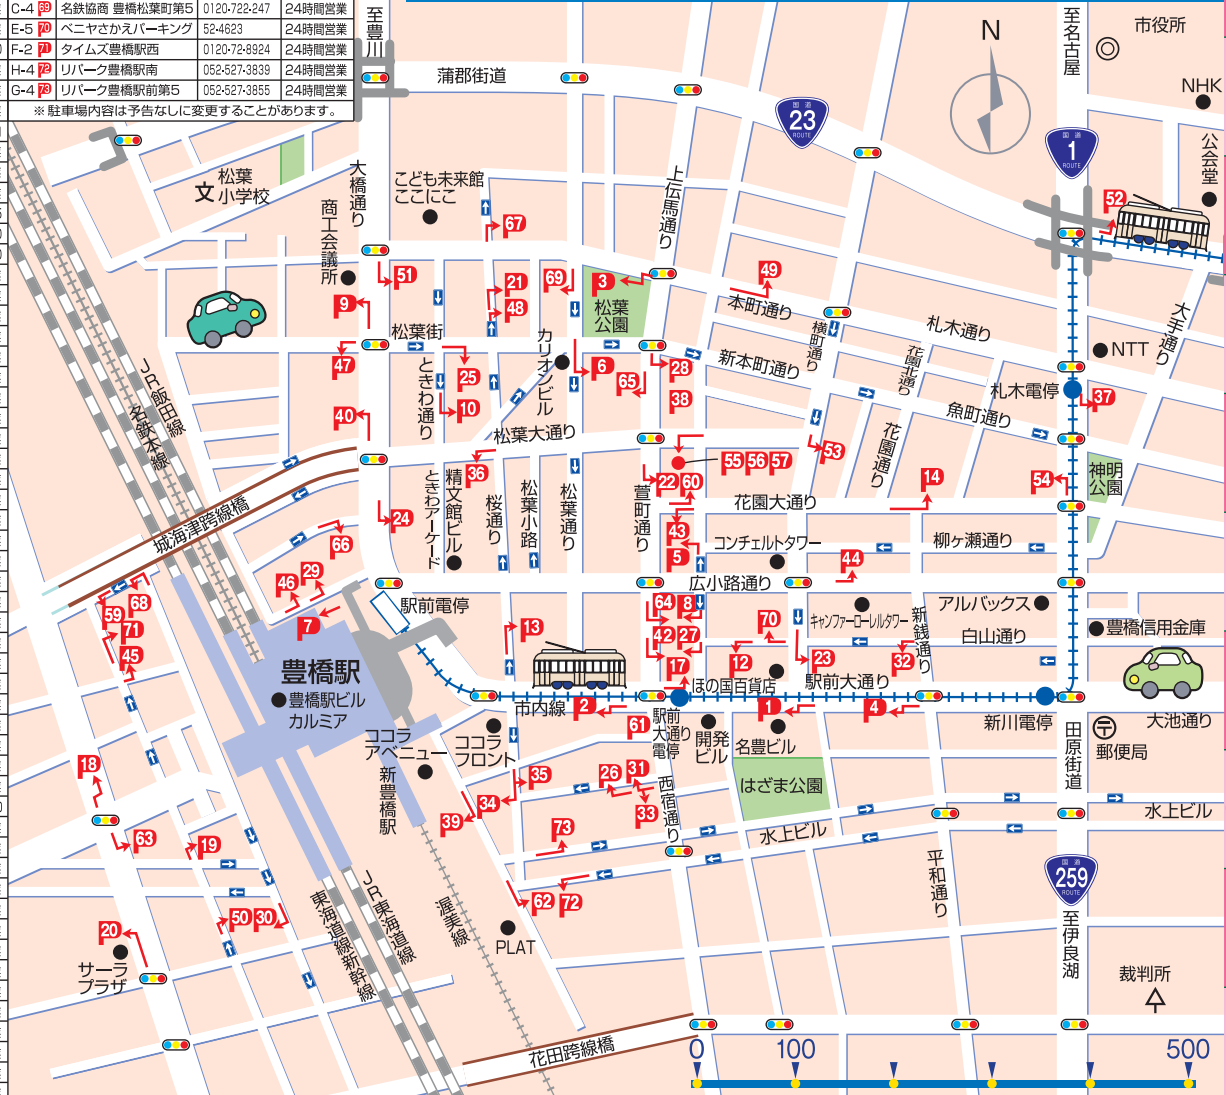 C-4 69 名鉄協商 豊橋松葉町第5 0120-722-247 24時間営業
E-5 70 ベニヤさかえパーキング 52-4623 24時間営業
F-2 71 タイムズ豊橋駅西 0120-72-8924 24時間営業
H-4 72 リパーク豊橋駅南 052-527-3839 24時間営業
G-4 73 リパーク豊橋駅前第5 052-527-3855 24時間営業
※ 駐車場内容は予告なしに変更することがあります。
至豊川
蒲郡街道
国道
23
ROUTE
N
至名古屋
市役所
NHK
国道
1
ROUTE
公会堂
52
文 松葉
小学校
大橋通り
商工会議所
こども未来館
ここにこ
上伝馬通り
67
51
9
21
48
69
3
松葉
公園
49
本町通り
横町通り
札木通り
花園北通り
大手通り
NTT
松葉街
47
25
ときわ通り
10
カリオンビル
6
65
28
38
新本町通り
魚町通り
札木電停
37
JR飯田線
名鉄本線
40
松葉大通り
36
55 56 57
53
花園通り
14
54
神明
公園
22 60
花園大通り
城海津跨線橋
24
ときわアーケード
精文館ビル
桜通り
松葉小路
松葉通り
萱町通り
43
5
コンチェルトタワー
柳ヶ瀬通り
66
46
29
44
広小路通り
駅前電停
59
68
71
45
7
64
8
42
27
17
70
キャンファーローレルタワー
新銭通り
アルバックス
白山通り
豊橋信用金庫
13
12
23
32
豊橋駅
豊橋駅ビル
カルミア
ほの国百貨店
駅前大通り
市内線
2
1
4
新川電停
田原街道
郵便局
大池通り
61
駅前大通り電停
開発
ビル
名豊ビル
ココラ
アベニュー
ココラ
フロント
新豊橋駅
18
35
34
39
26
31
33
西宿通り
はざま公園
水上ビル
水上ビル
63
19
73
平和通り
国道
259
ROUTE
50 30
62
72
20
サーラ
プラザ
東海道線新幹線
JR東海道線
渥美線
PLAT
至伊良湖
裁判所
花田跨線橋
0
100
500